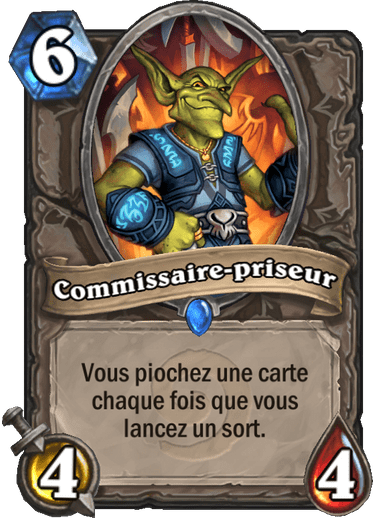 6
Commissaire-priseur
Vous piochez une carte
chaque fois que vous
lancez un sort.
4
4